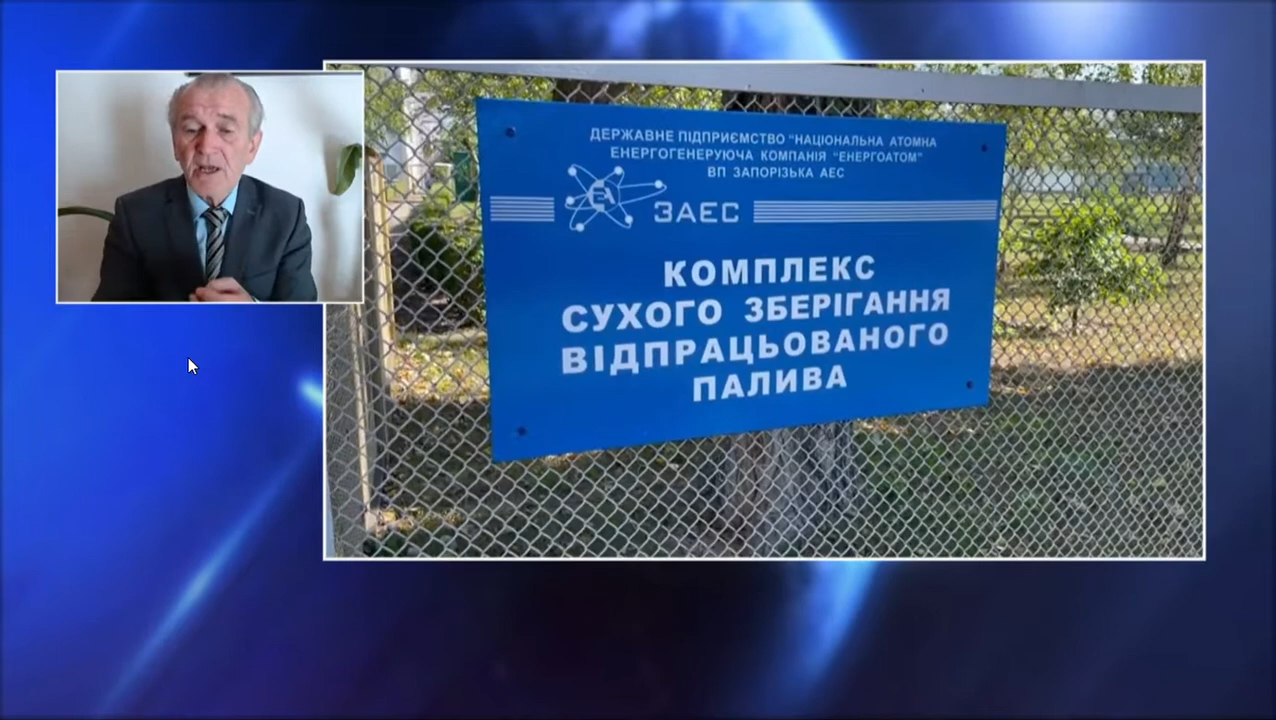 ДЕРЖАВНЕ ПІДПРИЄМСТВО "НАЦІОНАЛЬНА АТОМНА
ЕНЕРГОГЕНЕРУЮЧА КОМПАНІЯ "ЕНЕРГОАТОМ"
ВП ЗАПОРІЗЬКА АЕС
ЕА
ЗАЕС
КОМПЛЕКС
СУХОГО ЗБЕРІГАННЯ
ВІДПРАЦЬОВАНОГО
ПАЛИВА